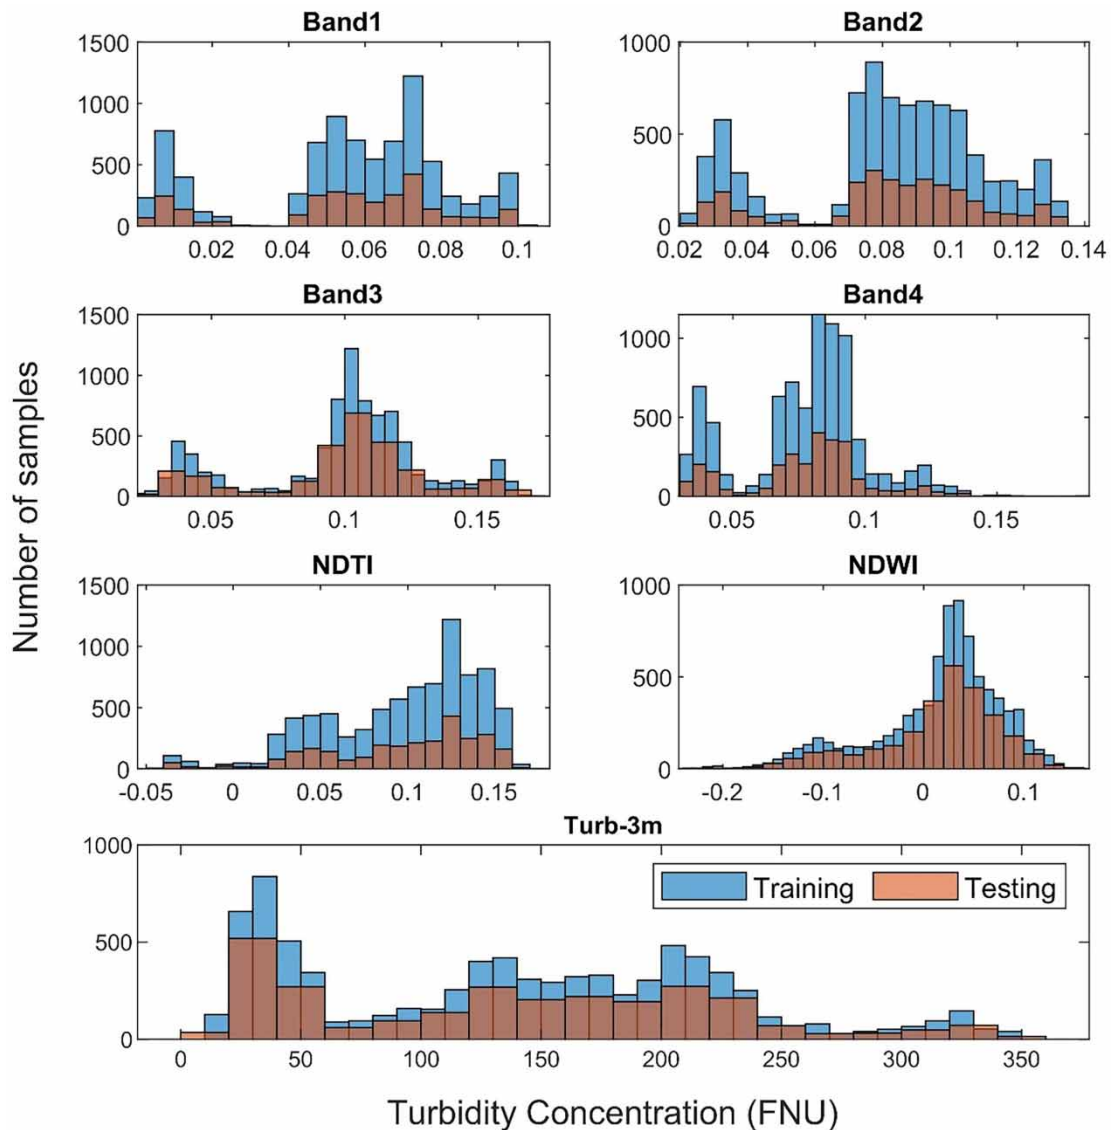 Band1
1500
1000
500
0
0.02 0.04 0.06 0.08 0.1
Band2
1000
500
0
0.02 0.04 0.06 0.08 0.1 0.12 0.14
Band3
1500
1000
500
0
0.05 0.1 0.15
Band4
1000
500
0
0.05 0.1 0.15
Number of samples
NDTI
1500
1000
500
0
-0.05 0 0.05 0.1 0.15
NDWI
1000
500
0
-0.2 -0.1 0 0.1
Turb-3m
1000
500
0
Training Testing
0 50 100 150 200 250 300 350
Turbidity Concentration (FNU)